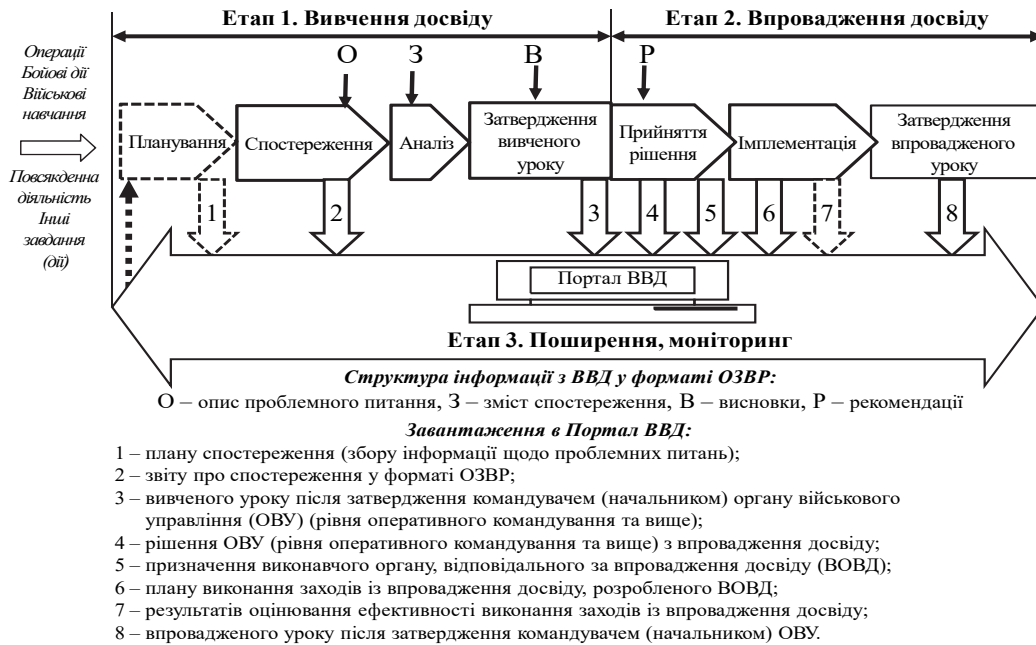 Етап 1. Вивчення досвіду
Етап 2. Впровадження досвіду
Операції
Бойові дії
Військові
навчання
Повсякденна
діяльність
Інші
завдання
(дії)
О
З
В
Р
Планування
Спостереження
Аналіз
Затвердження
вивченого
уроку
Прийняття
рішення
Імплементація
Затвердження
впровадженого
уроку
1
2
3
4
5
6
7
8
Портал ВВД
Етап 3. Поширення, моніторинг
Структура інформації з ВВД у форматі ОЗВР:
О – опис проблемного питання, З – зміст спостереження, В – висновки, Р – рекомендації
Завантаження в Портал ВВД:
1 – плану спостереження (збору інформації щодо проблемних питань);
2 – звіту про спостереження у форматі ОЗВР;
3 – вивченого уроку після затвердження командувачем (начальником) органу військового
управління (ОВУ) (рівня оперативного командування та вище);
4 – рішення ОВУ (рівня оперативного командування та вище) з впровадження досвіду;
5 – призначення виконавчого органу, відповідального за впровадження досвіду (ВОВД);
6 – плану виконання заходів із впровадження досвіду, розробленого ВОВД;
7 – результатів оцінювання ефективності виконання заходів із впровадження досвіду;
8 – впровадженого уроку після затвердження командувачем (начальником) ОВУ.